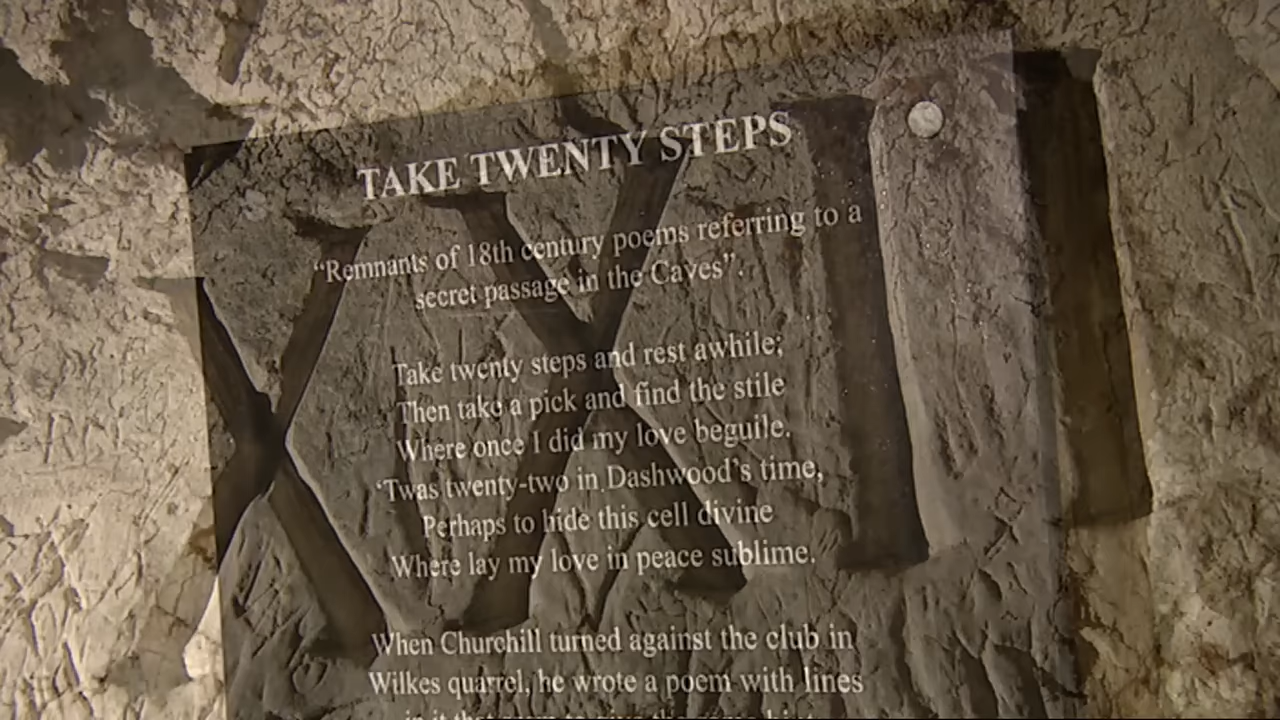 TAKE TWENTY STEPS
“Remnants of 18th century poems referring to a
secret passage in the Caves”.
Take twenty steps and rest awhile;
Then take a pick and find the stile
Where once I did my love beguile.
‘Twas twenty-two in Dashwood’s time,
Perhaps to hide this cell divine
Where lay my love in peace sublime.
When Churchill turned against the club in
Wilkes quarrel, he wrote a poem with lines
XXII